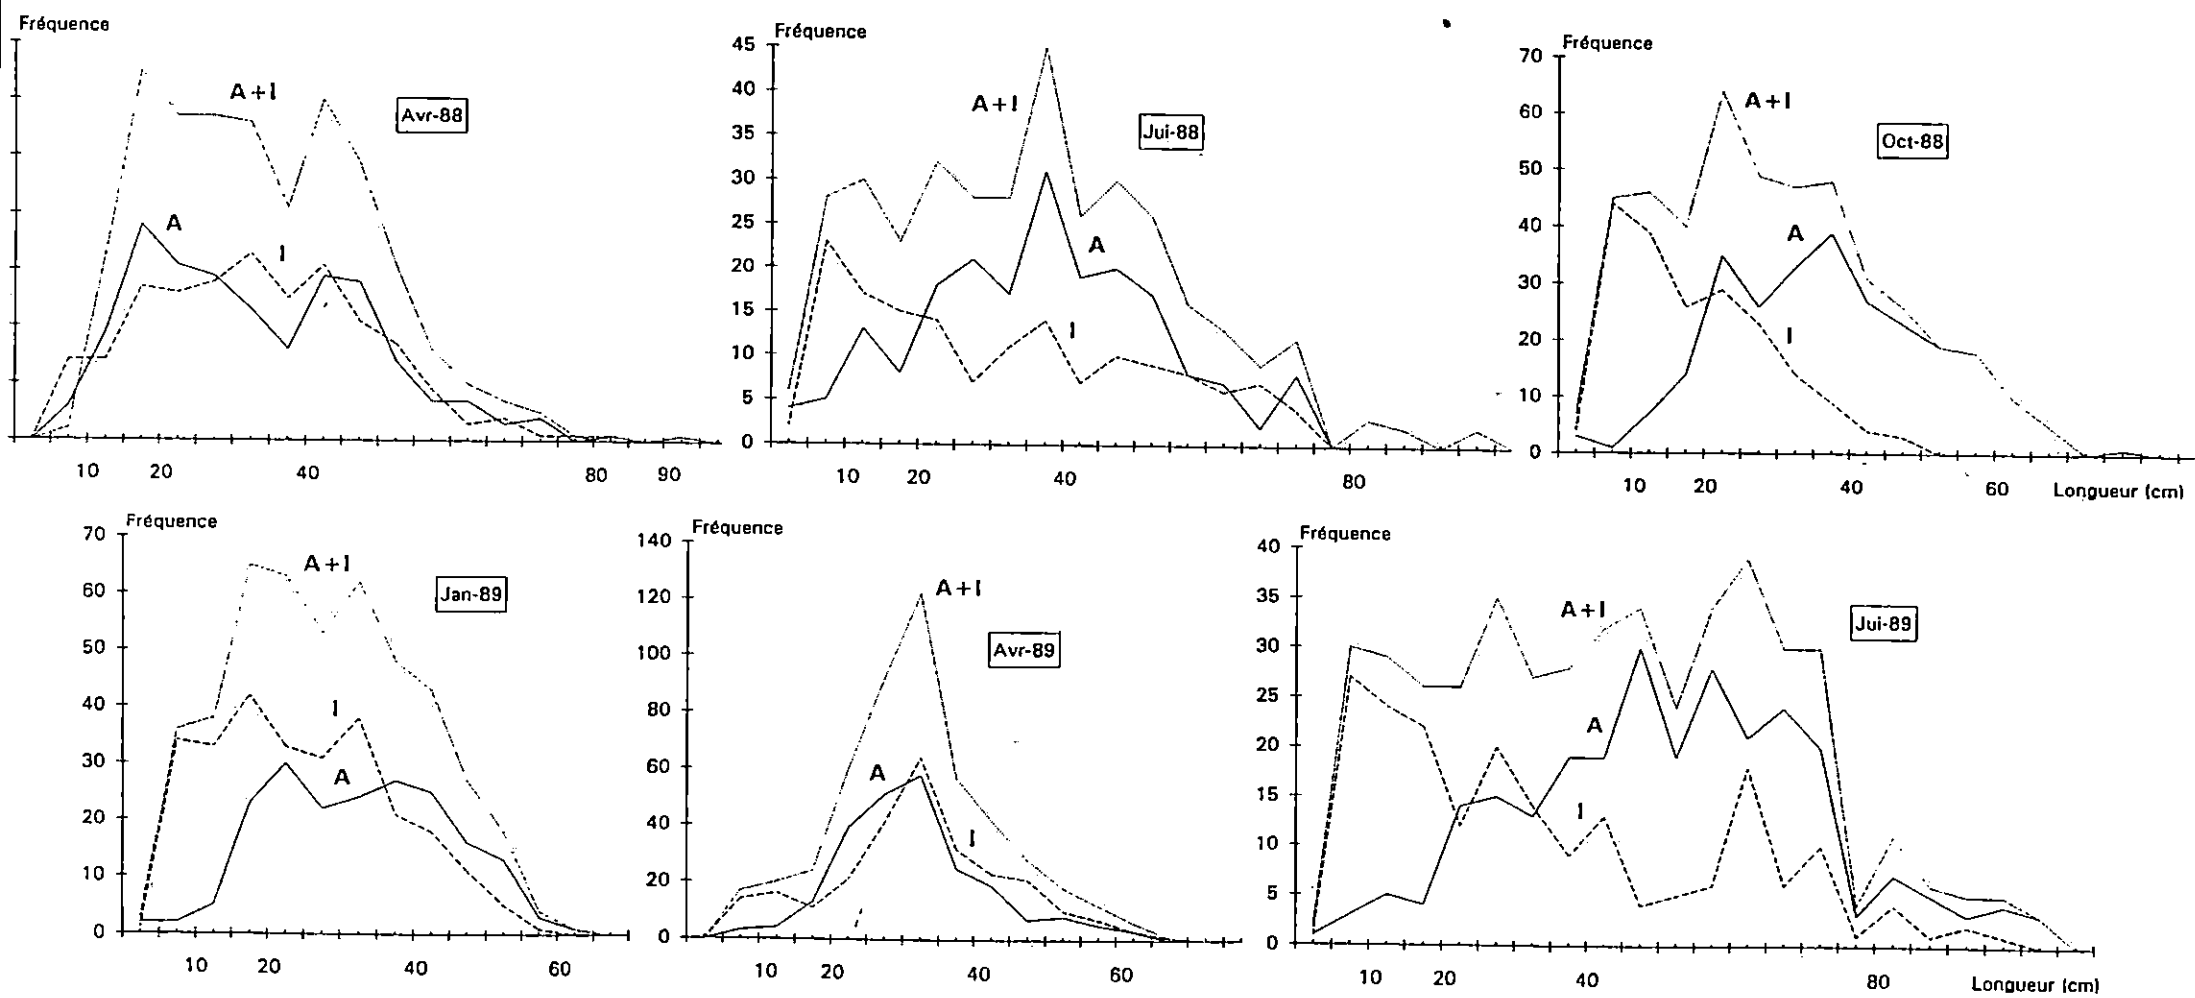 Fréquence
A+I
Avr-88
A
I
10 20 40 80 90
Fréquence
45
40
35
30
25
20
15
10
5
0
A+I
Jui-88
A
I
10 20 40 80
Fréquence
70
60
50
40
30
20
10
0
A+I
Oct-88
A
I
10 20 40 60 Longueur (cm)
Fréquence
70
60
50
40
30
20
10
0
A+I
Jan-89
I
A
10 20 40 60
Fréquence
140
120
100
80
60
40
20
0
A+I
Avr-89
A
I
10 20 40 60
Fréquence
40
35
30
25
20
15
10
5
0
A+I
Jui-89
A
I
10 20 40 80 Longueur (cm)